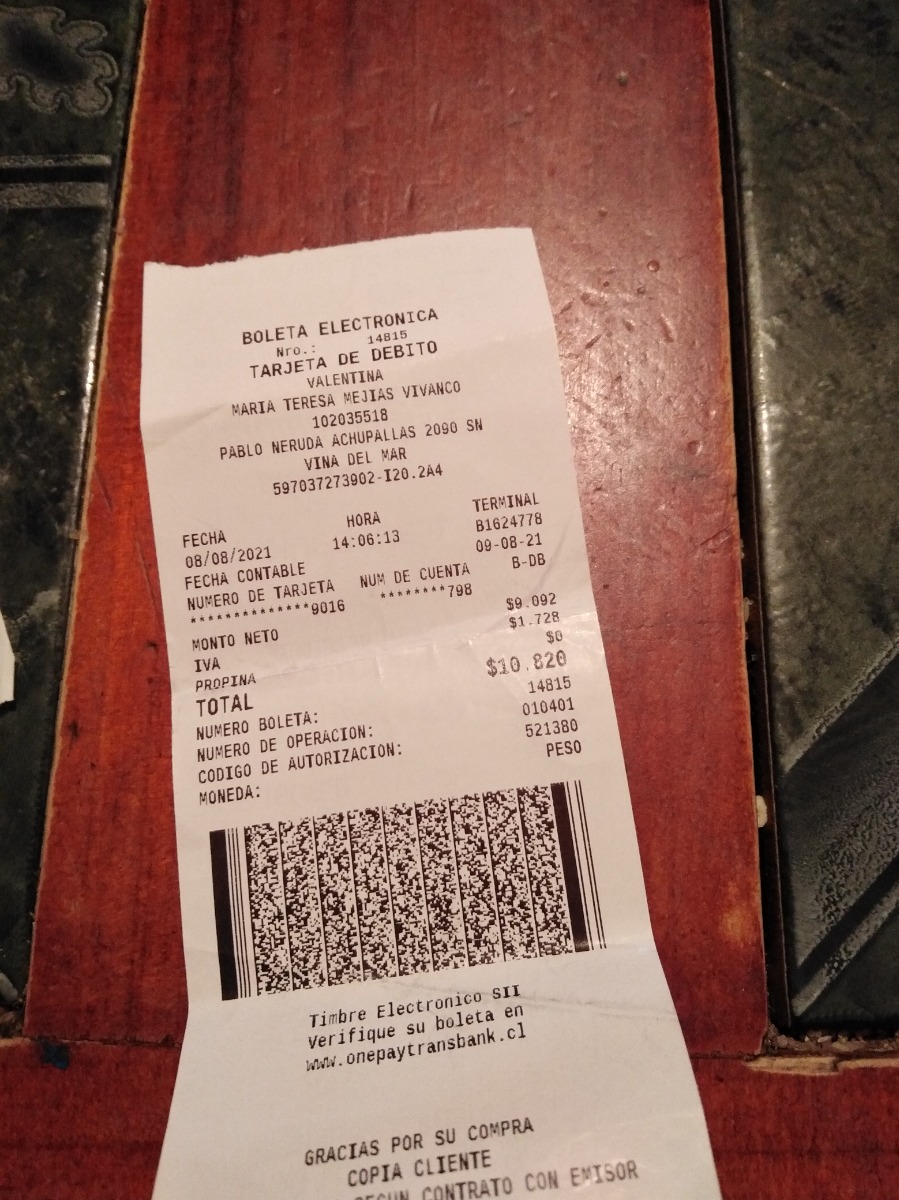 BOLETA ELECTRONICA
Nro.: 14815
TARJETA DE DEBITO
VALENTINA
MARIA TERESA MEJIAS VIVANCO
102035518
PABLO NERUDA ACHUPALLAS 2090 SN
VINA DEL MAR
597037273902-I20.2A4
FECHA HORA TERMINAL
08/08/2021 14:06:13 B1624778
FECHA CONTABLE 09-08-21
NUMERO DE TARJETA NUM DE CUENTA B-DB
**************9016 ********798
MONTO NETO $9.092
IVA $1.728
PROPINA $0
TOTAL $10.820
NUMERO BOLETA: 14815
NUMERO DE OPERACION: 010401
CODIGO DE AUTORIZACION: 521380
MONEDA: PESO
Timbre Electronico SII
Verifique su boleta en
www.onepaytransbank.cl
GRACIAS POR SU COMPRA
COPIA CLIENTE
SEGUN CONTRATO CON EMISOR